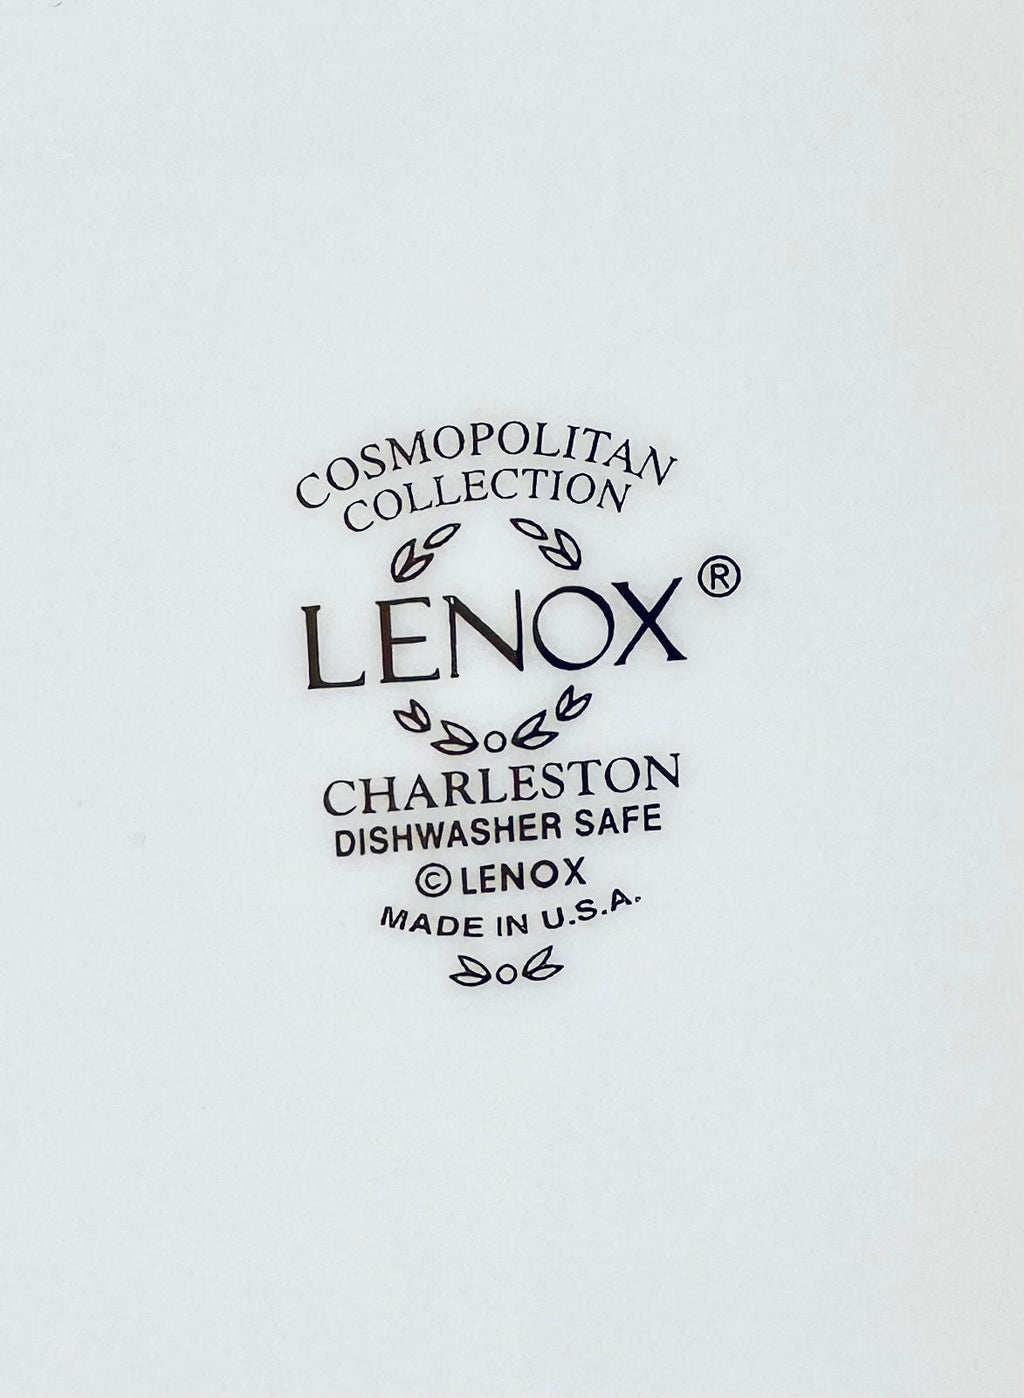 COSMOPOLITAN
COLLECTION
LENOX®
CHARLESTON
DISHWASHER SAFE
© LENOX
MADE IN U.S.A.